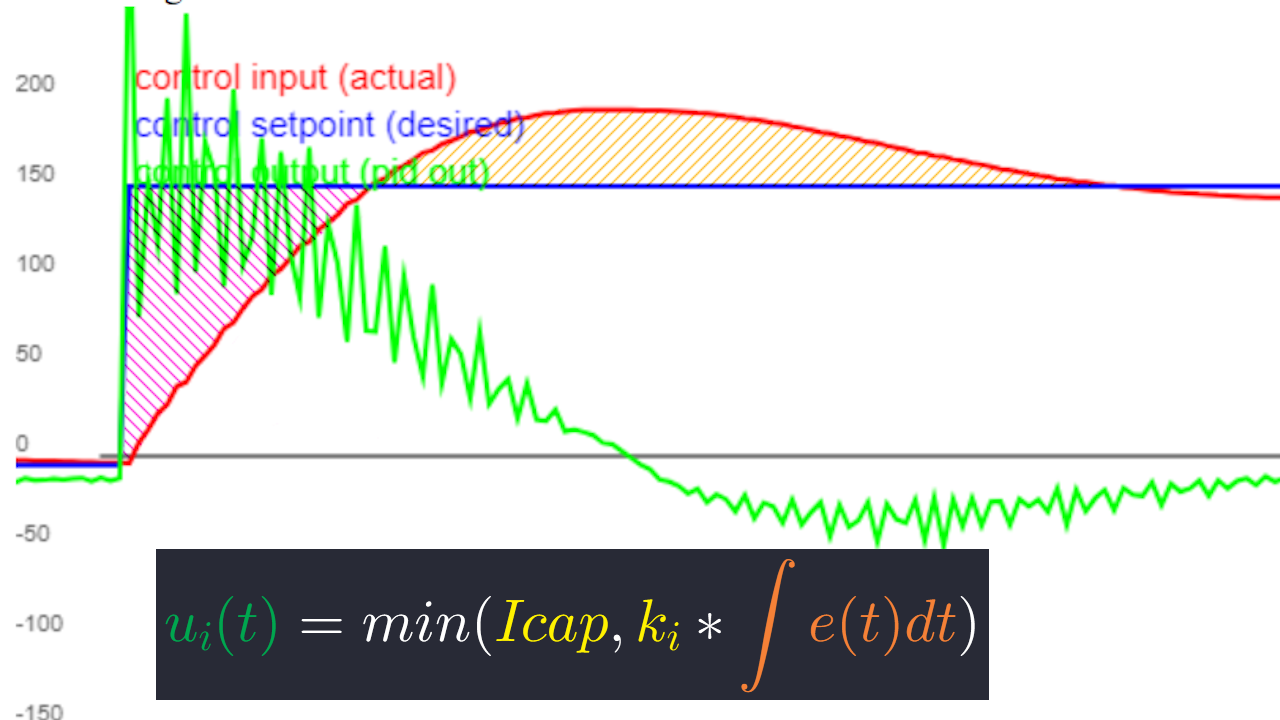 200
control input (actual)
control setpoint (desired)
150
control output (pid out)
100
50
0
-50
-100
u_i(t) = min(Icap, k_i * ∫ e(t)dt)
-150